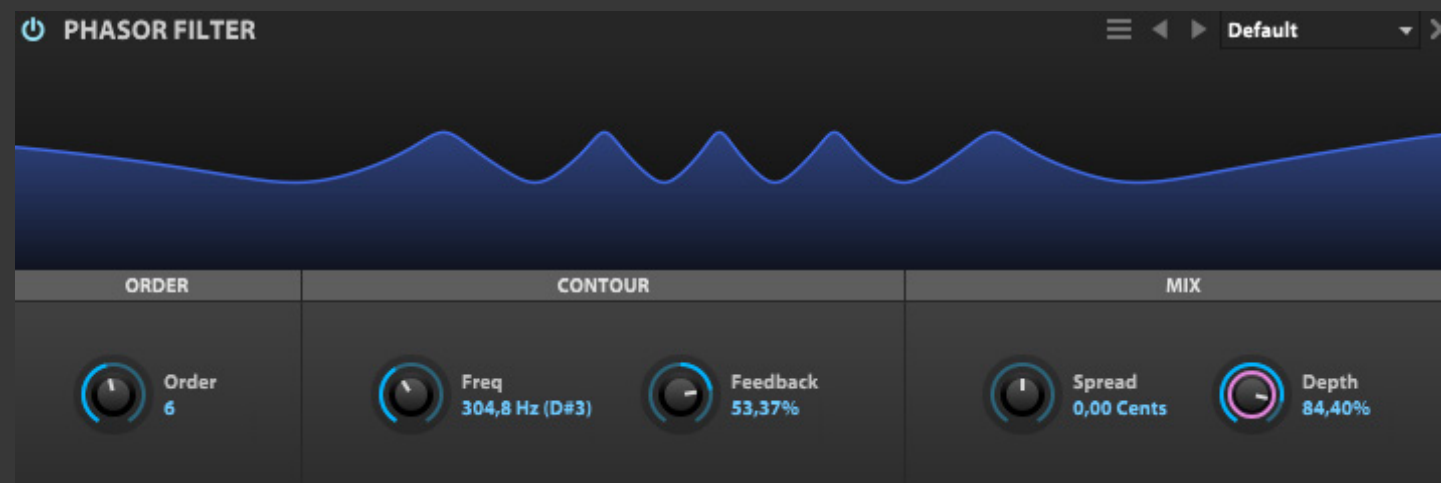 PHASOR FILTER
Default
ORDER
CONTOUR
MIX
Order
6
Freq
304,8 Hz (D#3)
Feedback
53,37%
Spread
0,00 Cents
Depth
84,40%